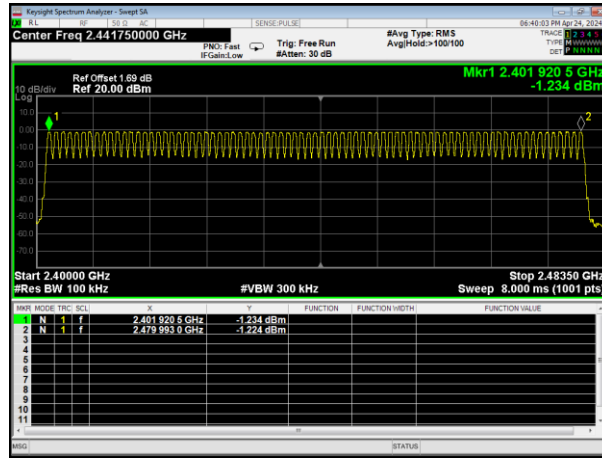 Keysight Spectrum Analyzer - Swept SA
RL RF 50 Ω AC SENSE:PULSE 06:40:03 PM Apr 24, 2024
Center Freq 2.441750000 GHz #Avg Type: RMS TRACE 1 2 3 4 5
PNO: Fast Trig: Free Run Avg|Hold:>100/100 TYPE M
IFGain:Low #Atten: 30 dB DET P N N N N
Mkr1 2.401 920 5 GHz
Ref Offset 1.69 dB
10 dB/div Ref 20.00 dBm -1.234 dBm
Log
1 2
10.0
0.00
-10.0
-20.0
-30.0
-40.0
-50.0
-60.0
-70.0
Start 2.40000 GHz Stop 2.48350 GHz
#Res BW 100 kHz #VBW 300 kHz Sweep 8.000 ms (1001 pts)
MKR MODE TRC SCL X Y FUNCTION FUNCTION WIDTH FUNCTION VALUE
1 N 1 f 2.401 920 5 GHz -1.234 dBm
2 N 1 f 2.479 993 0 GHz -1.224 dBm
3
4
5
6
7
8
9
10
11
MSG STATUS